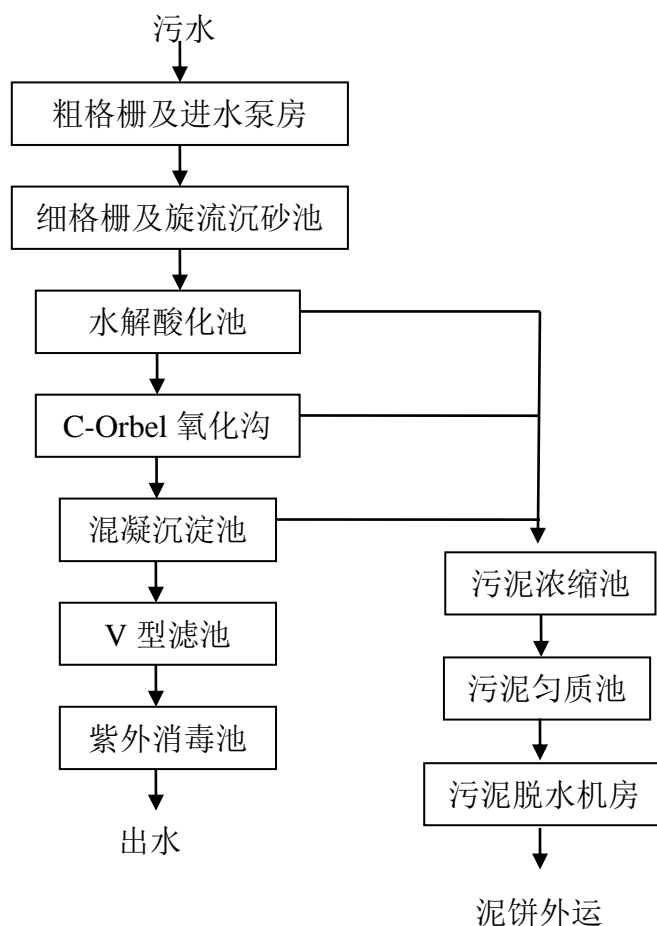 污水
粗格栅及进水泵房
细格栅及旋流沉砂池
水解酸化池
C-Orbel 氧化沟
混凝沉淀池
V 型滤池
紫外消毒池
出水
污泥浓缩池
污泥匀质池
污泥脱水机房
泥饼外运